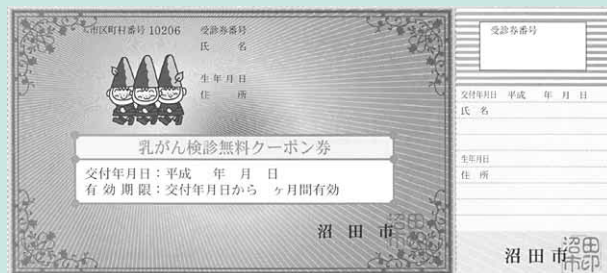 市区町村番号 10206
受診券番号
氏 名
生年月日
住 所
乳がん検診無料クーポン券
交付年月日：平成 年 月 日
有効期限：交付年月日から ヶ月間有効
沼田市
受診券番号
交付年月日 平成 年 月 日
氏 名
生年月日
住 所
沼田市